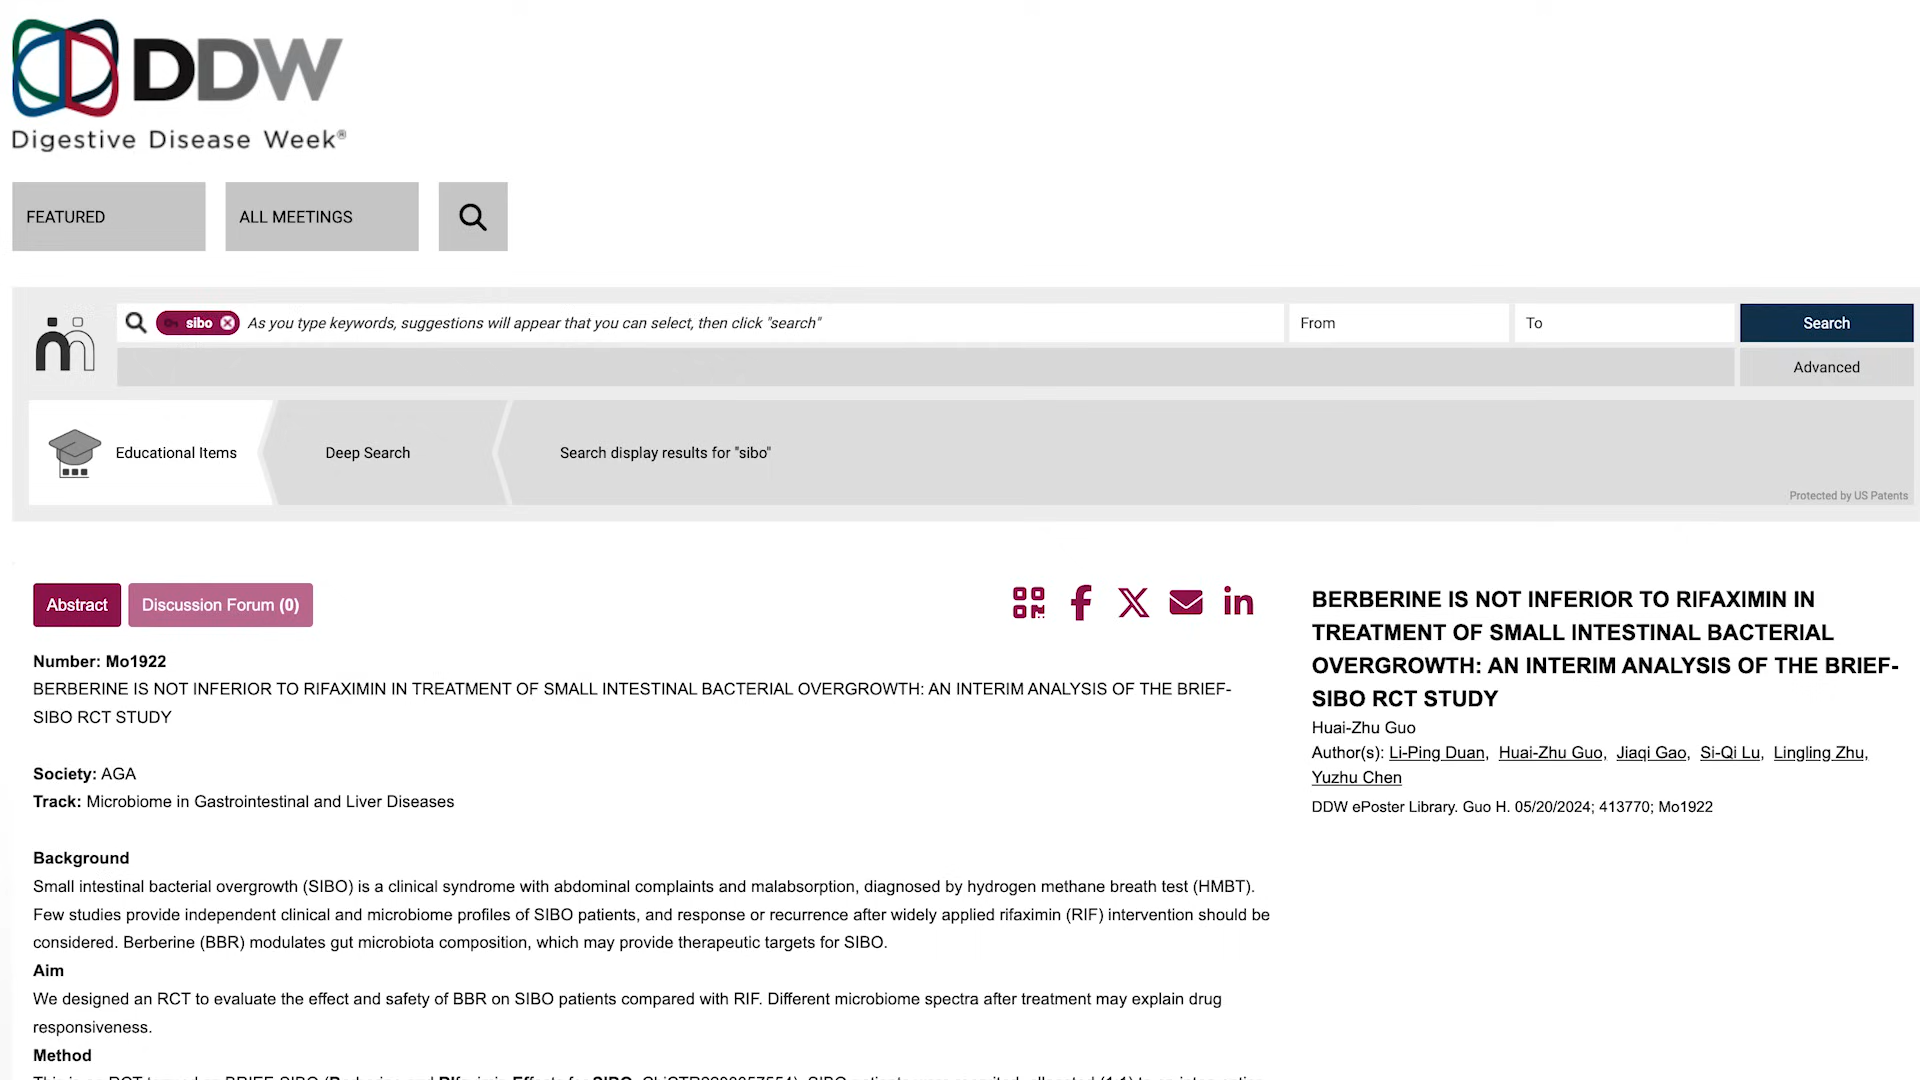 DDW
Digestive Disease Week®
FEATURED
ALL MEETINGS
sibo
As you type keywords, suggestions will appear that you can select, then click "search"
From
To
Search
Advanced
Educational Items
Deep Search
Search display results for "sibo"
Protected by US Patents
Abstract
Discussion Forum (0)
Number: Mo1922
BERBERINE IS NOT INFERIOR TO RIFAXIMIN IN TREATMENT OF SMALL INTESTINAL BACTERIAL OVERGROWTH: AN INTERIM ANALYSIS OF THE BRIEF-
SIBO RCT STUDY
Society: AGA
Track: Microbiome in Gastrointestinal and Liver Diseases
Background
Small intestinal bacterial overgrowth (SIBO) is a clinical syndrome with abdominal complaints and malabsorption, diagnosed by hydrogen methane breath test (HMBT).
Few studies provide independent clinical and microbiome profiles of SIBO patients, and response or recurrence after widely applied rifaximin (RIF) intervention should be
considered. Berberine (BBR) modulates gut microbiota composition, which may provide therapeutic targets for SIBO.
Aim
We designed an RCT to evaluate the effect and safety of BBR on SIBO patients compared with RIF. Different microbiome spectra after treatment may explain drug
responsiveness.
Method
BERBERINE IS NOT INFERIOR TO RIFAXIMIN IN
TREATMENT OF SMALL INTESTINAL BACTERIAL
OVERGROWTH: AN INTERIM ANALYSIS OF THE BRIEF-
SIBO RCT STUDY
Huai-Zhu Guo
Author(s): Li-Ping Duan, Huai-Zhu Guo, Jiaqi Gao, Si-Qi Lu, Lingling Zhu,
Yuzhu Chen
DDW ePoster Library. Guo H. 05/20/2024; 413770; Mo1922